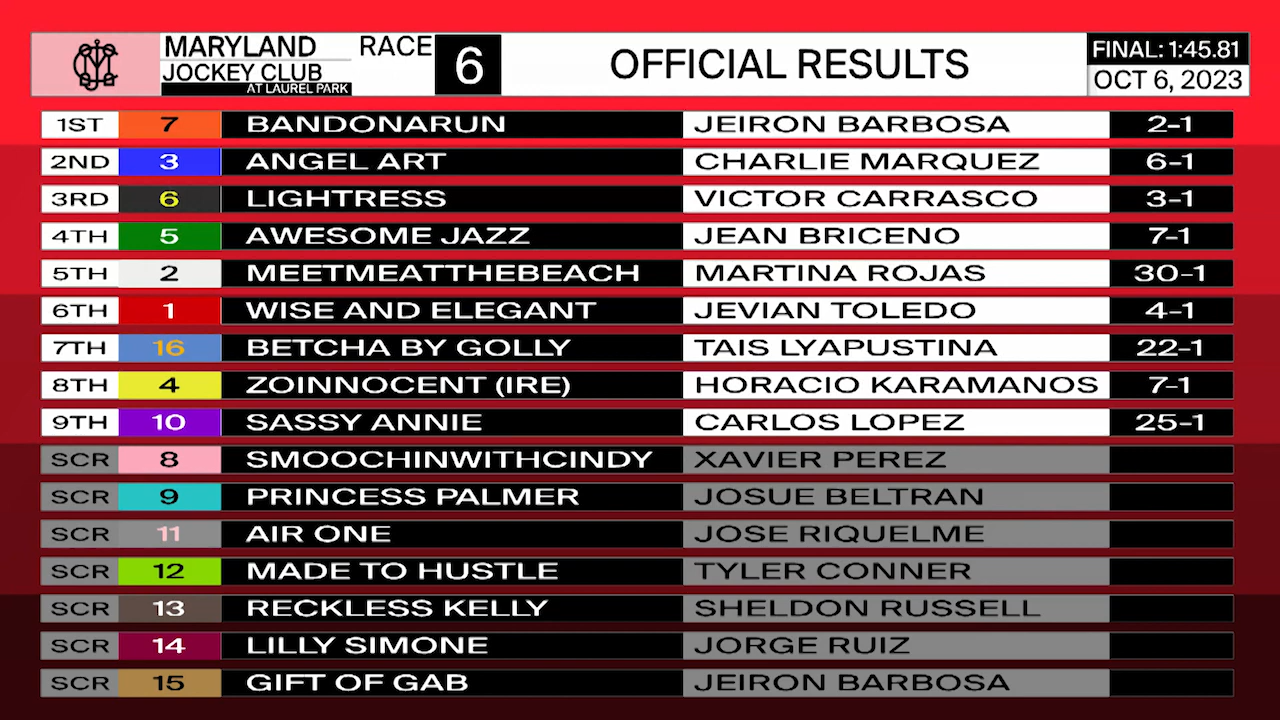 MARYLAND
JOCKEY CLUB
AT LAUREL PARK
RACE 6
OFFICIAL RESULTS
FINAL: 1:45.81
OCT 6, 2023
1ST 7 BANDONARUN JEIRON BARBOSA 2-1
2ND 3 ANGEL ART CHARLIE MARQUEZ 6-1
3RD 6 LIGHTRESS VICTOR CARRASCO 3-1
4TH 5 AWESOME JAZZ JEAN BRICENO 7-1
5TH 2 MEETMEATTHEBEACH MARTINA ROJAS 30-1
6TH 1 WISE AND ELEGANT JEVIAN TOLEDO 4-1
7TH 16 BETCHA BY GOLLY TAIS LYAPUSTINA 22-1
8TH 4 ZOINNOCENT (IRE) HORACIO KARAMANOS 7-1
9TH 10 SASSY ANNIE CARLOS LOPEZ 25-1
SCR 8 SMOOCHINWITHCINDY XAVIER PEREZ
SCR 9 PRINCESS PALMER JOSUE BELTRAN
SCR 11 AIR ONE JOSE RIQUELME
SCR 12 MADE TO HUSTLE TYLER CONNER
SCR 13 RECKLESS KELLY SHELDON RUSSELL
SCR 14 LILLY SIMONE JORGE RUIZ
SCR 15 GIFT OF GAB JEIRON BARBOSA